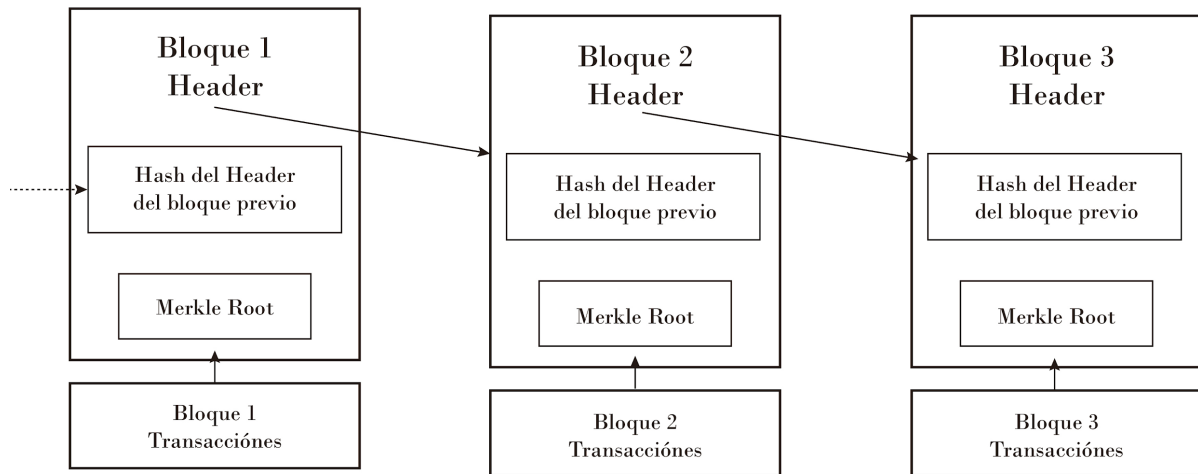 Bloque 1
Header
Hash del Header
del bloque previo
Merkle Root
Bloque 1
Transacciónes
Bloque 2
Header
Hash del Header
del bloque previo
Merkle Root
Bloque 2
Transacciónes
Bloque 3
Header
Hash del Header
del bloque previo
Merkle Root
Bloque 3
Transacciónes